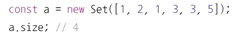 const a = new Set([1, 2, 1, 3, 3, 5]);
a.size; // 4